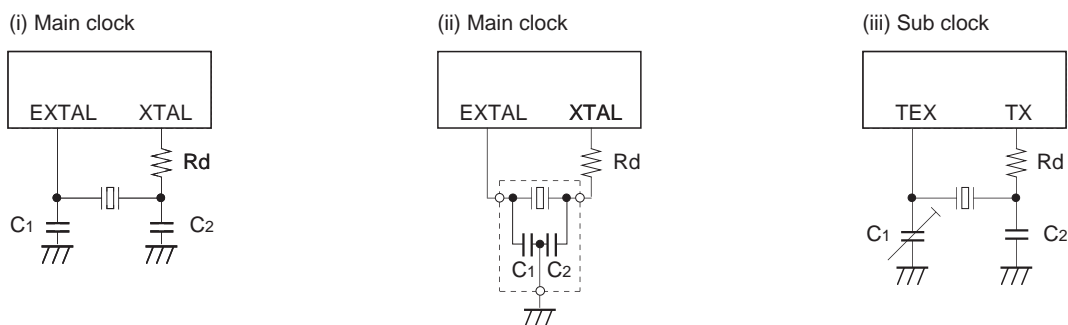 (i) Main clock
EXTAL XTAL
Rd
C1 C2
(ii) Main clock
EXTAL XTAL
Rd
C1 C2
(iii) Sub clock
TEX TX
Rd
C1 C2